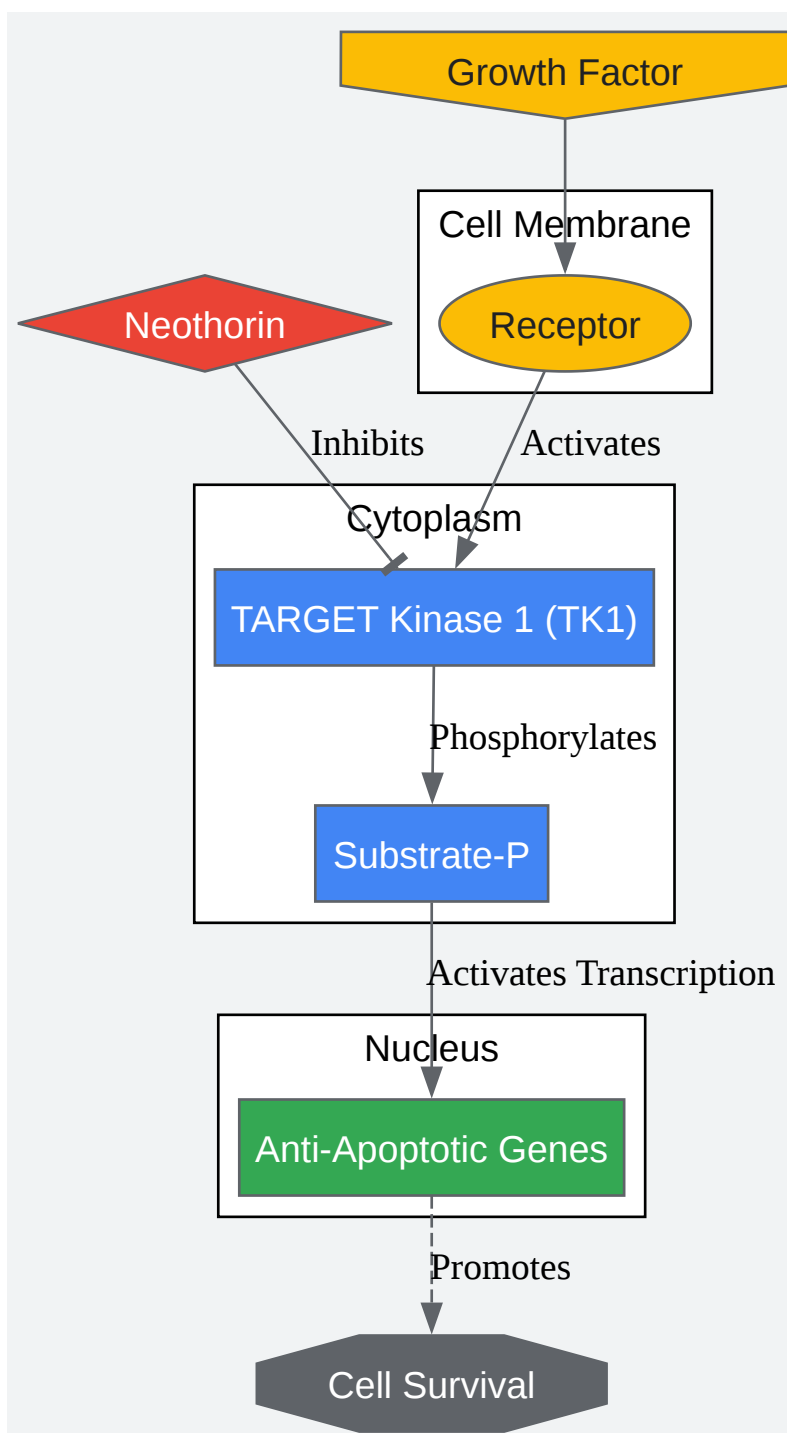 Growth Factor
Cell Membrane
Neothorin
Receptor
Inhibits
Activates
Cytoplasm
TARGET Kinase 1 (TK1)
Phosphorylates
Substrate-P
Activates Transcription
Nucleus
Anti-Apoptotic Genes
Promotes
Cell Survival